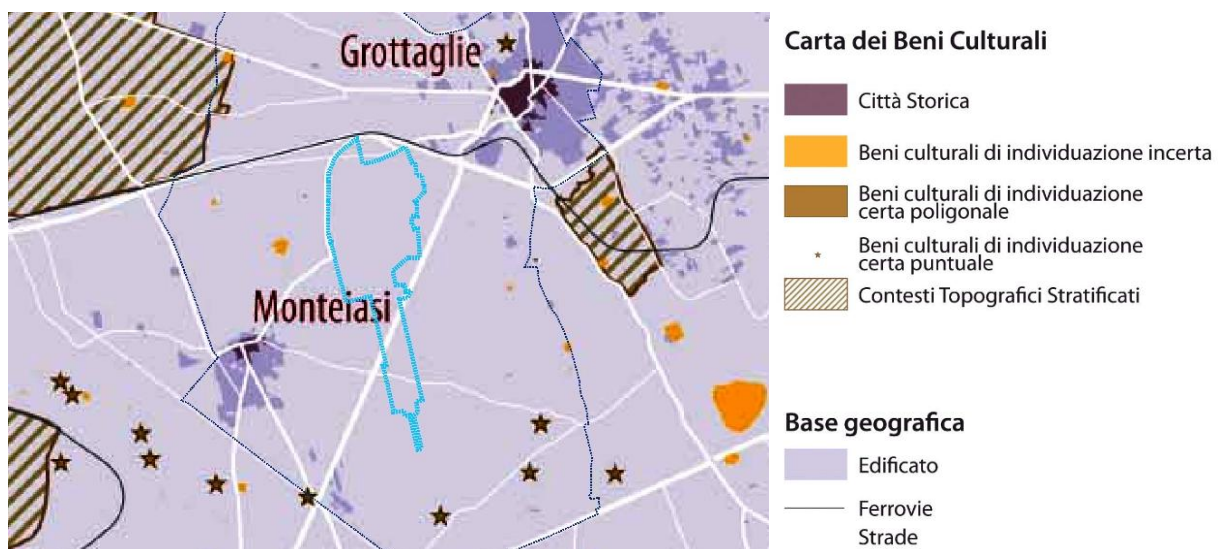 Grottaglie
Monteiasi
Carta dei Beni Culturali
Città Storica
Beni culturali di individuazione incerta
Beni culturali di individuazione
certa poligonale
Beni culturali di individuazione
certa puntuale
Contesti Topografici Stratificati
Base geografica
Edificato
Ferrovie
Strade